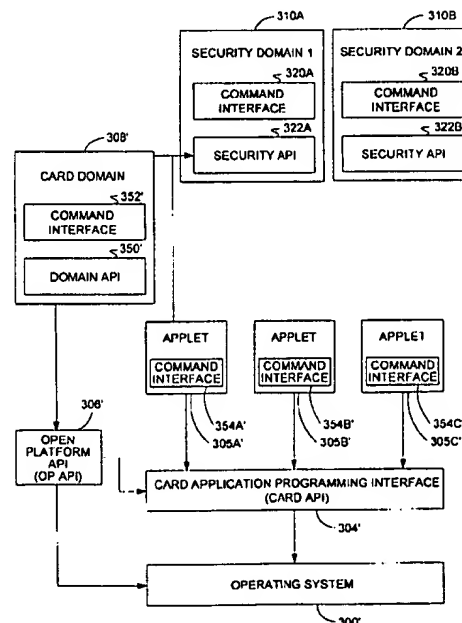 310A
310B
SECURITY DOMAIN 1
SECURITY DOMAIN 2
320A
320B
COMMAND
INTERFACE
COMMAND
INTERFACE
322A
322B
SECURITY API
SECURITY API
308'
CARD DOMAIN
352'
COMMAND
INTERFACE
350'
DOMAIN API
APPLET
APPLET
APPLET
COMMAND
INTERFACE
COMMAND
INTERFACE
COMMAND
INTERFACE
354A'
354B'
354C'
305A'
305B'
305C'
306'
OPEN
PLATFORM
API
(OP API)
CARD APPLICATION PROGRAMMING INTERFACE
(CARD API)
304'
OPERATING SYSTEM
300'